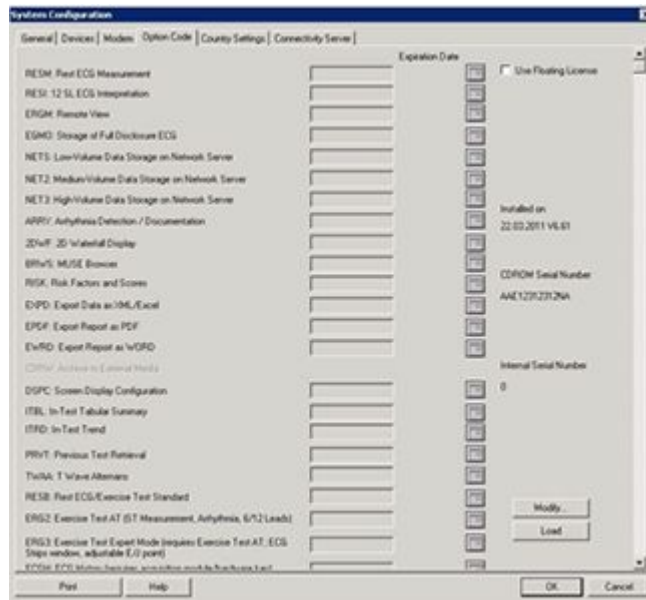 System Configuration
General Devices Modem Option Code Country Settings Connectivity Server
Expiration Date
RESM: Rest ECG Measurement
Use Floating License
RESI: 12 SL ECG Interpretation
ERGM: Remote View
EGMO: Storage of Full Disclosure ECG
NETS: Low-Volume Data Storage on Network Server
NET2: Medium-Volume Data Storage on Network Server
NET3: High-Volume Data Storage on Network Server
Installed on
ARRY: Arrhythmia Detection / Documentation
22.03.2011 V6.61
2DWF: 2D Waterfall Display
BRWS: MUSE Browser
CDROM Serial Number
RISK: Risk Factors and Scores
EXPD: Export Data as XML/Excel
AAE12312312NA
EPDF: Export Report as PDF
EWRD: Export Report as WORD
Archive to External Media
Internal Serial Number
DSPC: Screen Display Configuration
0
ITBL: In-Test Tabular Summary
ITRD: In-Test Trend
PRVT: Previous Test Retrieval
TWAA: T Wave Alternans
RESB: Rest ECG/Exercise Test Standard
Modify...
ERG2: Exercise Test AT (ST Measurement, Arrhythmia, 6/12 Leads)
Load
ERG3: Exercise Test Expert Mode (requires Exercise Test AT; ECG
Strips window, adjustable E/J point)
Print Help OK Cancel